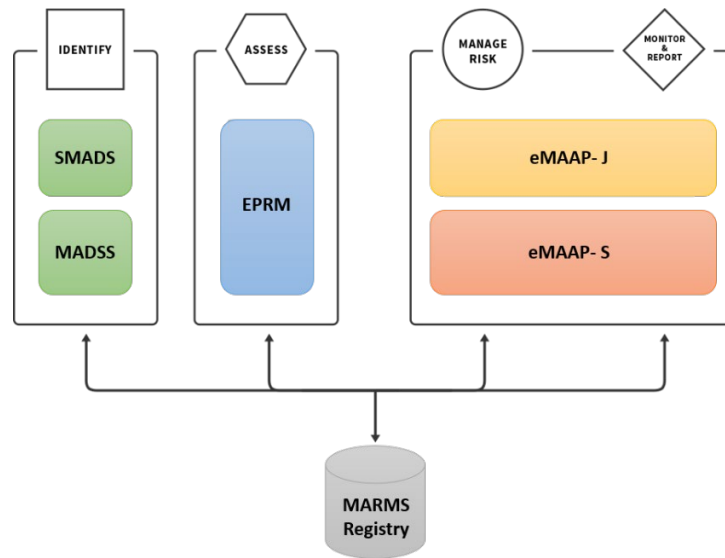 IDENTIFY
ASSESS
MANAGE
RISK
MONITOR
&
REPORT
SMADS
MADSS
EPRM
eMAAP- J
eMAAP- S
MARMS
Registry